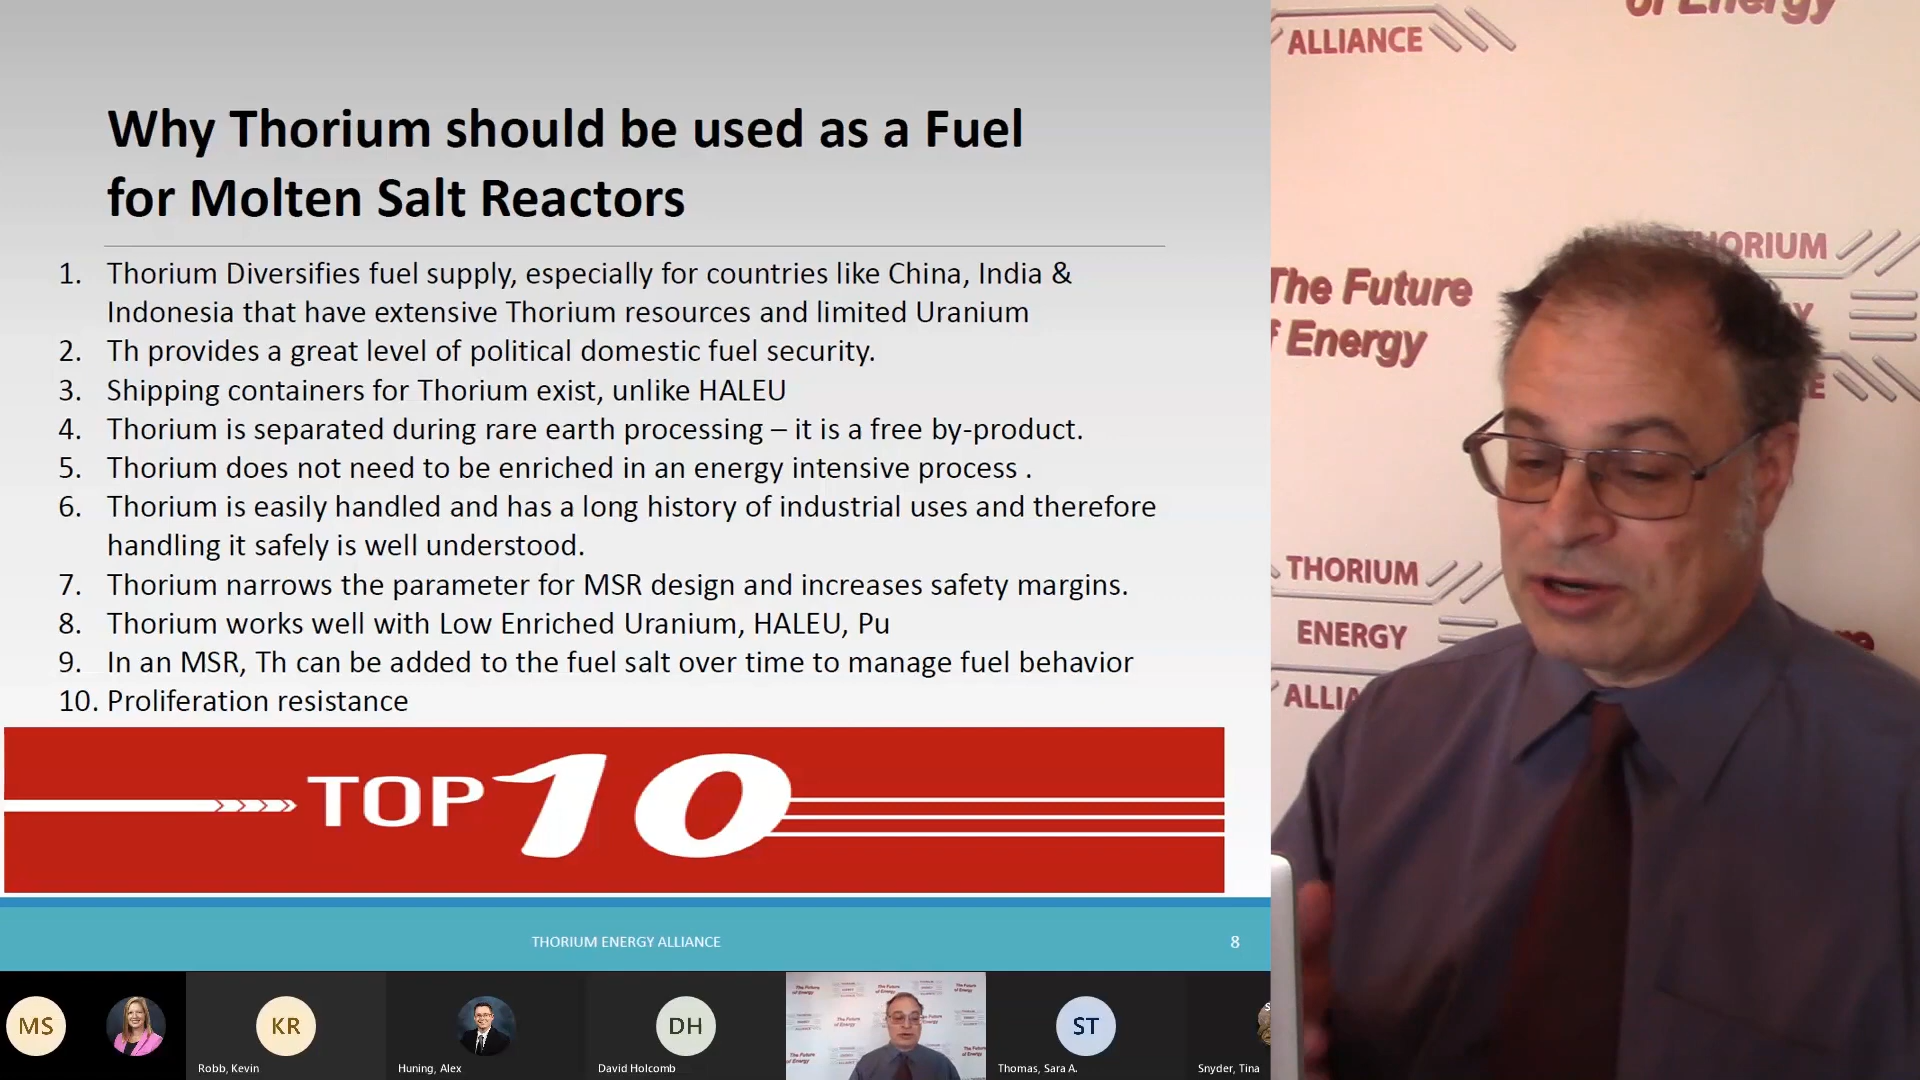 Why Thorium should be used as a Fuel
for Molten Salt Reactors
1. Thorium Diversifies fuel supply, especially for countries like China, India &
Indonesia that have extensive Thorium resources and limited Uranium
2. Th provides a great level of political domestic fuel security.
3. Shipping containers for Thorium exist, unlike HALEU
4. Thorium is separated during rare earth processing – it is a free by-product.
5. Thorium does not need to be enriched in an energy intensive process .
6. Thorium is easily handled and has a long history of industrial uses and therefore
handling it safely is well understood.
7. Thorium narrows the parameter for MSR design and increases safety margins.
8. Thorium works well with Low Enriched Uranium, HALEU, Pu
9. In an MSR, Th can be added to the fuel salt over time to manage fuel behavior
10. Proliferation resistance
TOP 10
THORIUM ENERGY ALLIANCE
8
of Energy
ALLIANCE
THORIUM
The Future
of Energy
THORIUM
ENERGY
MS
KR
Robb, Kevin
Huning, Alex
DH
David Holcomb
The Future
of Energy
ST
Thomas, Sara A.
Snyder, Tina